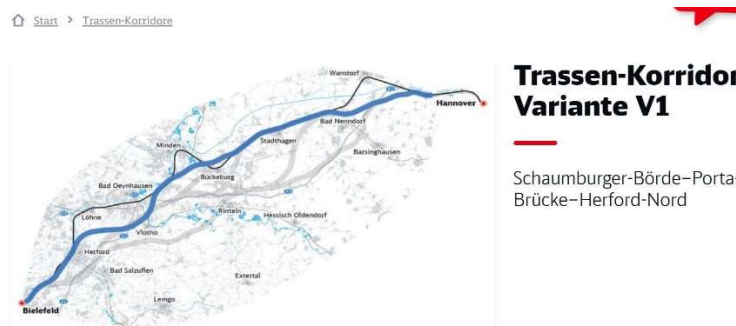 Start > Trassen-Korridore
Trassen-Korridor
Variante V1
Schaumburger-Börde–Porta-
Brücke–Herford-Nord
Wunstorf
Hannover
Bad Nenndorf
Minden
Stadthagen
Barsinghausen
Bückeburg
Bad Oeynhausen
Löhne
Rinteln
Hessisch Oldendorf
Vlotho
Herford
Bad Salzuflen
Extertal
Lemgo
Bielefeld